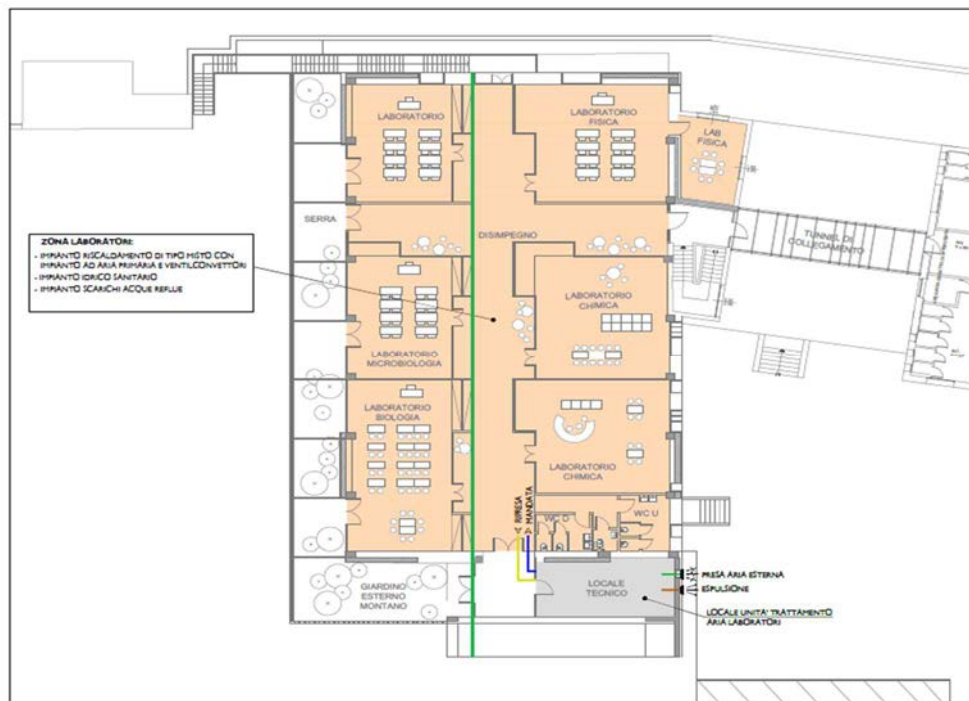 LABORATORIO
LABORATORIO
FISICA
LAB
FISICA
SERRA
DISIMPEGNO
TUNNEL DI
COLLEGAMENTO
ZONA LABORATORI:
- IMPIANTO RISCALDAMENTO DI TIPO MISTO CON
IMPIANTO AD ARIA PRIMARIA E VENTILCONVETTORI
- IMPIANTO IDRICO SANITARIO
- IMPIANTO SCARICHI ACQUE REFLUE
LABORATORIO
CHIMICA
LABORATORIO
MICROBIOLOGIA
LABORATORIO
BIOLOGIA
LABORATORIO
CHIMICA
RIPRESA
MANDATA
WC D
WC U
GIARDINO
ESTERNO
MONTANO
LOCALE
TECNICO
PRESA ARIA ESTERNA
ESPULSIONE
LOCALE UNITA' TRATTAMENTO
ARIA LABORATORI